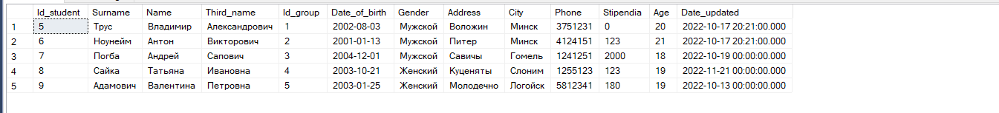 Id_student Surname Name Third_name Id_group Date_of_birth Gender Address City Phone Stipendia Age Date_updated
1 5 Трус Владимир Александрович 1 2002-08-03 Мужской Воложин Минск 3751231 0 20 2022-10-17 20:21:00.000
2 6 Ноунейм Антон Викторович 2 2001-01-13 Мужской Питер Минск 4124151 123 21 2022-10-17 20:21:00.000
3 7 Погба Андрей Сапович 3 2004-12-01 Мужской Савичы Гомель 1241251 2000 18 2022-10-19 00:00:00.000
4 8 Сайка Татьяна Ивановна 4 2003-10-21 Женский Куценяты Слоним 1255123 123 19 2022-11-21 00:00:00.000
5 9 Адамович Валентина Петровна 5 2003-01-25 Женский Молодечно Логойск 5812341 180 19 2022-10-13 00:00:00.000